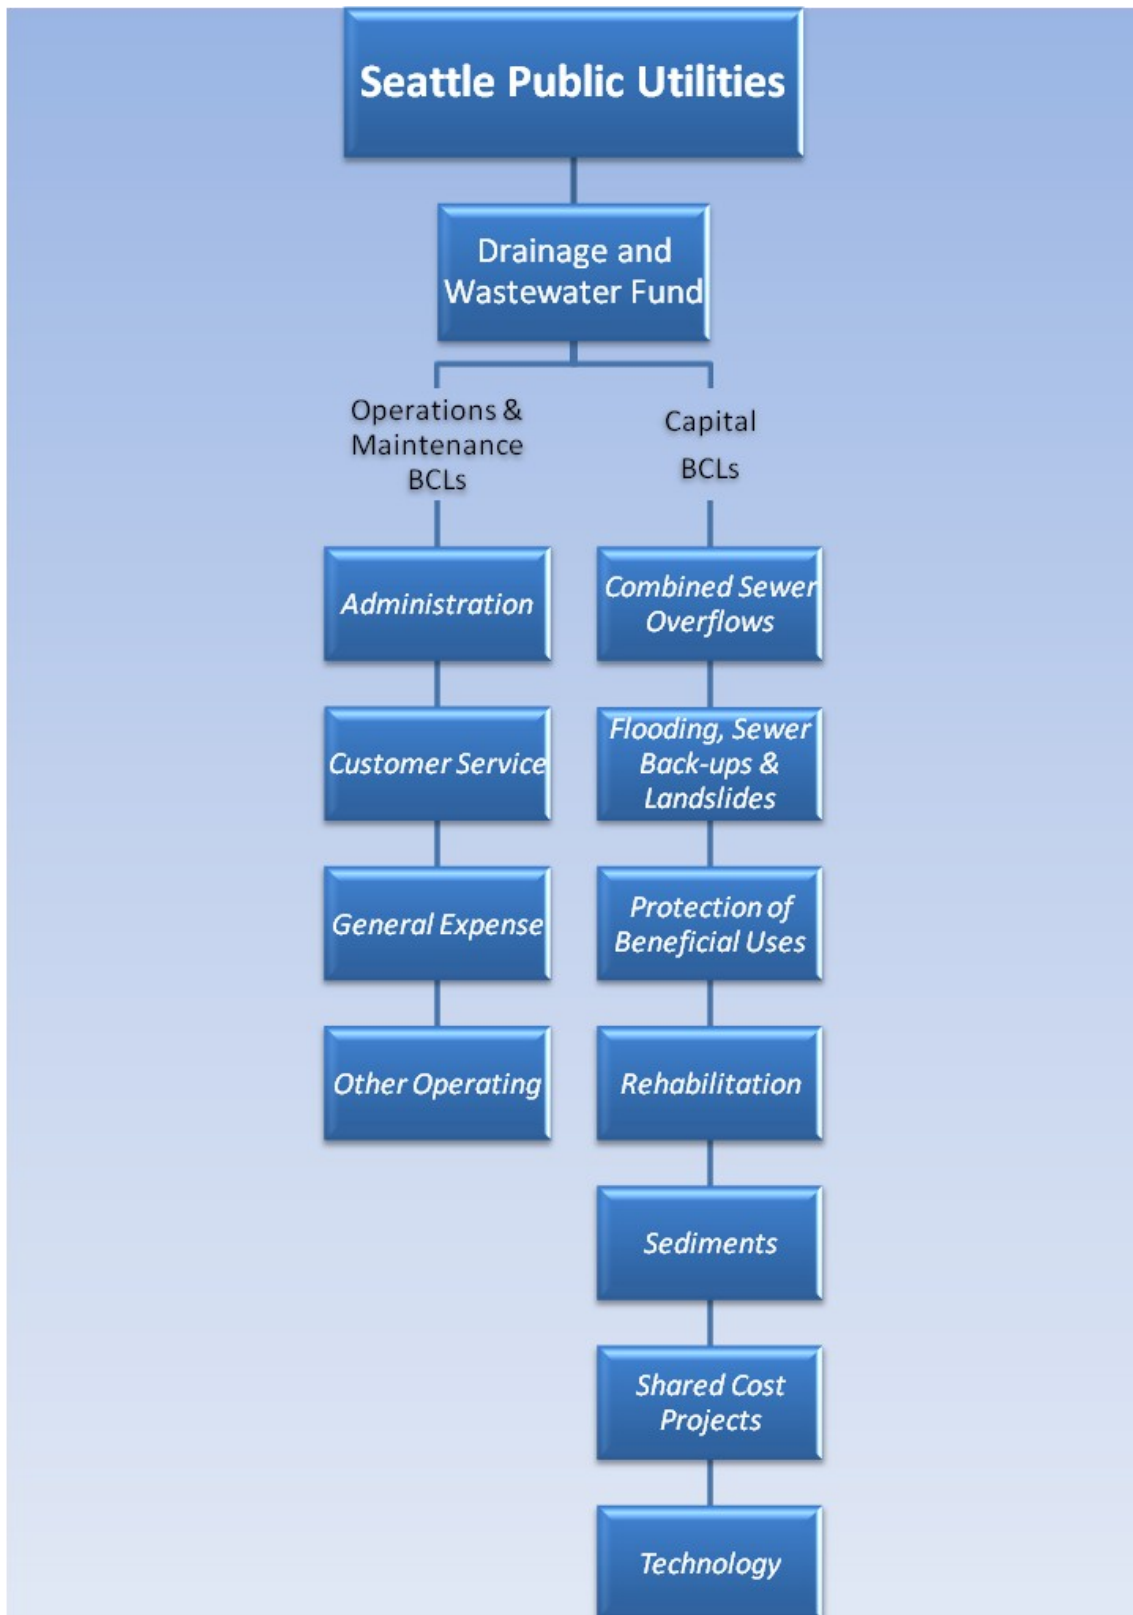 Seattle Public Utilities
Drainage and
Wastewater Fund
Operations &
Maintenance
BCLs
Administration
Customer Service
General Expense
Other Operating
Capital
BCLs
Combined Sewer
Overflows
Flooding, Sewer
Back-ups &
Landslides
Protection of
Beneficial Uses
Rehabilitation
Sediments
Shared Cost
Projects
Technology